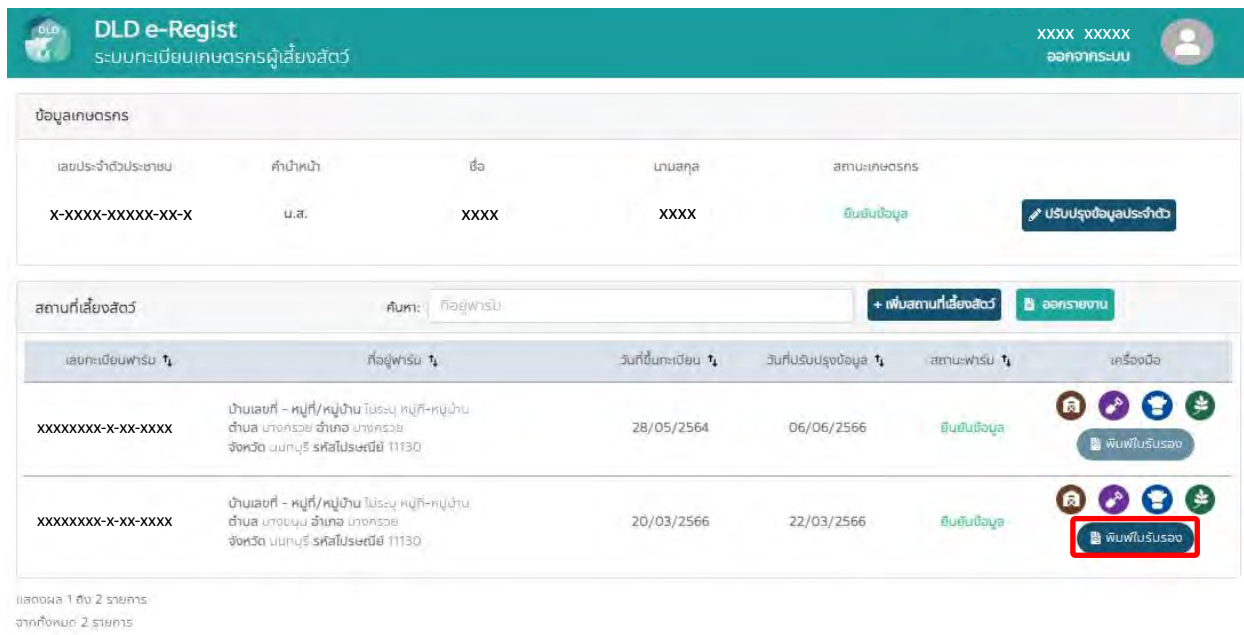 DLD
DLD e-Regist
ระบบทะเบียนเกษตรกรผู้เลี้ยงสัตว์
XXXX XXXXX
ออกจากระบบ
ข้อมูลเกษตรกร
เลขประจำตัวประชาชน คำนำหน้า ชื่อ นามสกุล สถานะเกษตรกร
X-XXXX-XXXXX-XX-X น.ส. XXXX XXXX ยืนยันข้อมูล ปรับปรุงข้อมูลประจำตัว
สถานที่เลี้ยงสัตว์ ค้นหา: ที่อยู่ฟาร์ม + เพิ่มสถานที่เลี้ยงสัตว์ ออกรายงาน
เลขทะเบียนฟาร์ม ที่อยู่ฟาร์ม วันที่ขึ้นทะเบียน วันที่ปรับปรุงข้อมูล สถานะฟาร์ม เครื่องมือ
บ้านเลขที่ - หมู่ที่/หมู่บ้าน ไม่ระบุ หมู่ที่-หมู่บ้าน
XXXXXXXX-X-XX-XXXX ตำบล บางกรวย อำเภอ บางกรวย 28/05/2564 06/06/2566 ยืนยันข้อมูล
จังหวัด นนทบุรี รหัสไปรษณีย์ 11130 พิมพ์ใบรับรอง
บ้านเลขที่ - หมู่ที่/หมู่บ้าน ไม่ระบุ หมู่ที่-หมู่บ้าน
XXXXXXXX-X-XX-XXXX ตำบล บางขนุน อำเภอ บางกรวย 20/03/2566 22/03/2566 ยืนยันข้อมูล
จังหวัด นนทบุรี รหัสไปรษณีย์ 11130 พิมพ์ใบรับรอง
แสดงผล 1 ถึง 2 รายการ
จากทั้งหมด 2 รายการ